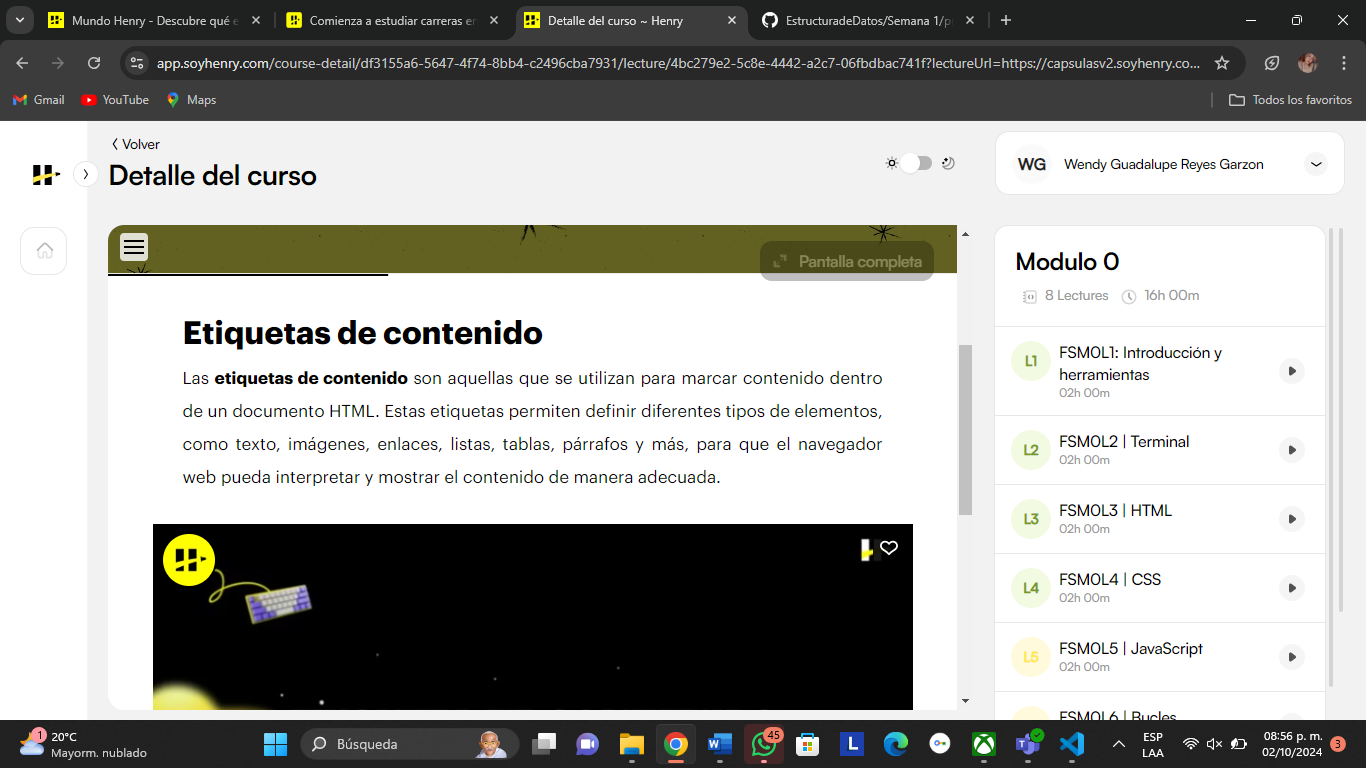 Mundo Henry - Descubre qué e
Comienza a estudiar carreras en
Detalle del curso ~ Henry
EstructuradeDatos/Semana 1/p
app.soyhenry.com/course-detail/df3155a6-5647-4f74-8bb4-c2496cba7931/lecture/4bc279e2-5c8e-4442-a2c7-06fbdbac741f?lectureUrl=https://capsulasv2.soyhenry.co...
Gmail
YouTube
Maps
Todos los favoritos
Volver
Detalle del curso
WG
Wendy Guadalupe Reyes Garzon
Pantalla completa
Etiquetas de contenido
Las etiquetas de contenido son aquellas que se utilizan para marcar contenido dentro
de un documento HTML. Estas etiquetas permiten definir diferentes tipos de elementos,
como texto, imágenes, enlaces, listas, tablas, párrafos y más, para que el navegador
web pueda interpretar y mostrar el contenido de manera adecuada.
Modulo 0
8 Lectures 16h 00m
L1
FSM0L1: Introducción y
herramientas
02h 00m
L2
FSM0L2 | Terminal
02h 00m
L3
FSM0L3 | HTML
02h 00m
L4
FSM0L4 | CSS
02h 00m
L5
FSM0L5 | JavaScript
02h 00m
FSM0L6 | Bucles
1
20°C
Mayorm. nublado
Búsqueda
45
ESP
LAA
08:56 p. m.
02/10/2024
3